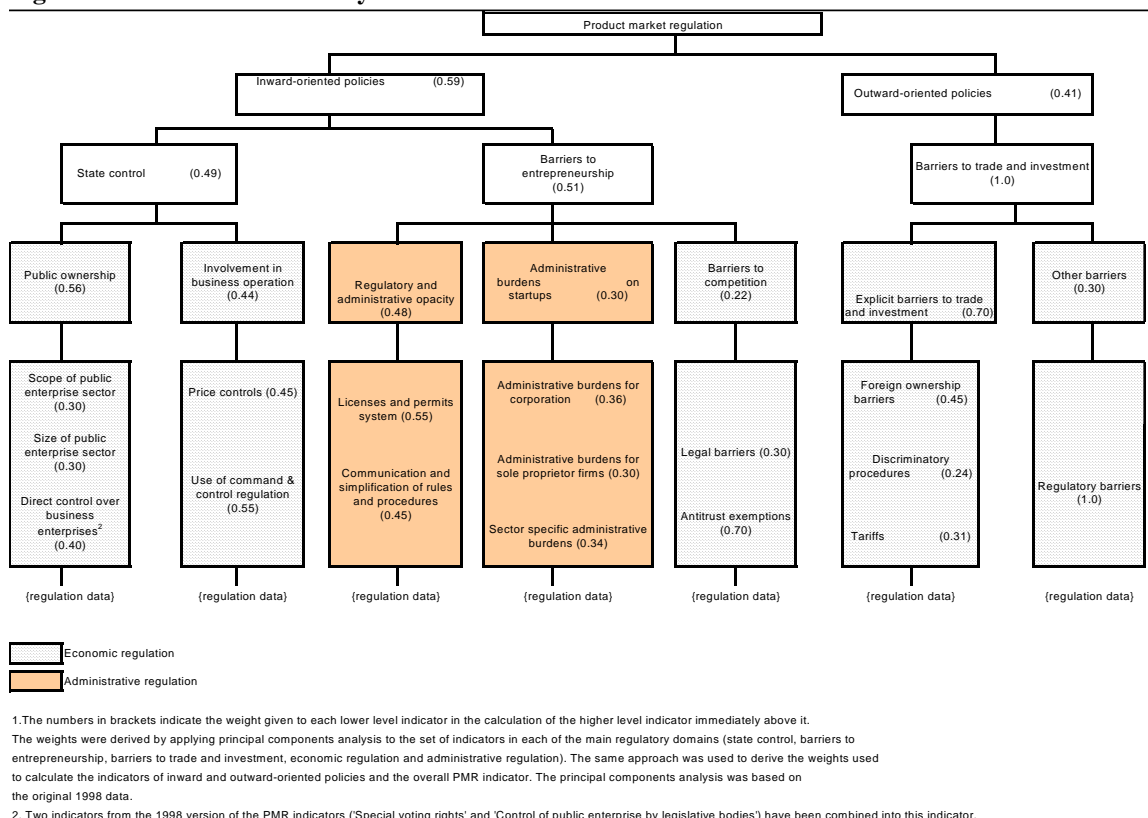 Product market regulation
Inward-oriented policies (0.59)
Outward-oriented policies (0.41)
State control (0.49)
Barriers to
entrepreneurship
(0.51)
Barriers to trade and investment
(1.0)
Public ownership
(0.56)
Involvement in
business operation
(0.44)
Regulatory and
administrative opacity
(0.48)
Administrative
burdens on
startups (0.30)
Barriers to
competition
(0.22)
Explicit barriers to trade
and investment (0.70)
Other barriers
(0.30)
Scope of public
enterprise sector
(0.30)
Size of public
enterprise sector
(0.30)
Direct control over
business
enterprises2
(0.40)
Price controls (0.45)
Use of command &
control regulation
(0.55)
Licenses and permits
system (0.55)
Communication and
simplification of rules
and procedures
(0.45)
Administrative burdens for
corporation (0.36)
Administrative burdens for
sole proprietor firms (0.30)
Sector specific administrative
burdens (0.34)
Legal barriers (0.30)
Antitrust exemptions
(0.70)
Foreign ownership
barriers (0.45)
Discriminatory
procedures (0.24)
Tariffs (0.31)
Regulatory barriers
(1.0)
{regulation data} {regulation data} {regulation data} {regulation data} {regulation data} {regulation data} {regulation data}
Economic regulation
Administrative regulation
1.The numbers in brackets indicate the weight given to each lower level indicator in the calculation of the higher level indicator immediately above it.
The weights were derived by applying principal components analysis to the set of indicators in each of the main regulatory domains (state control, barriers to
entrepreneurship, barriers to trade and investment, economic regulation and administrative regulation). The same approach was used to derive the weights used
to calculate the indicators of inward and outward-oriented policies and the overall PMR indicator. The principal components analysis was based on
the original 1998 data.
2. Two indicators from the 1998 version of the PMR indicators ('Special voting rights' and 'Control of public enterprise by legislative bodies') have been combined into this indicator.